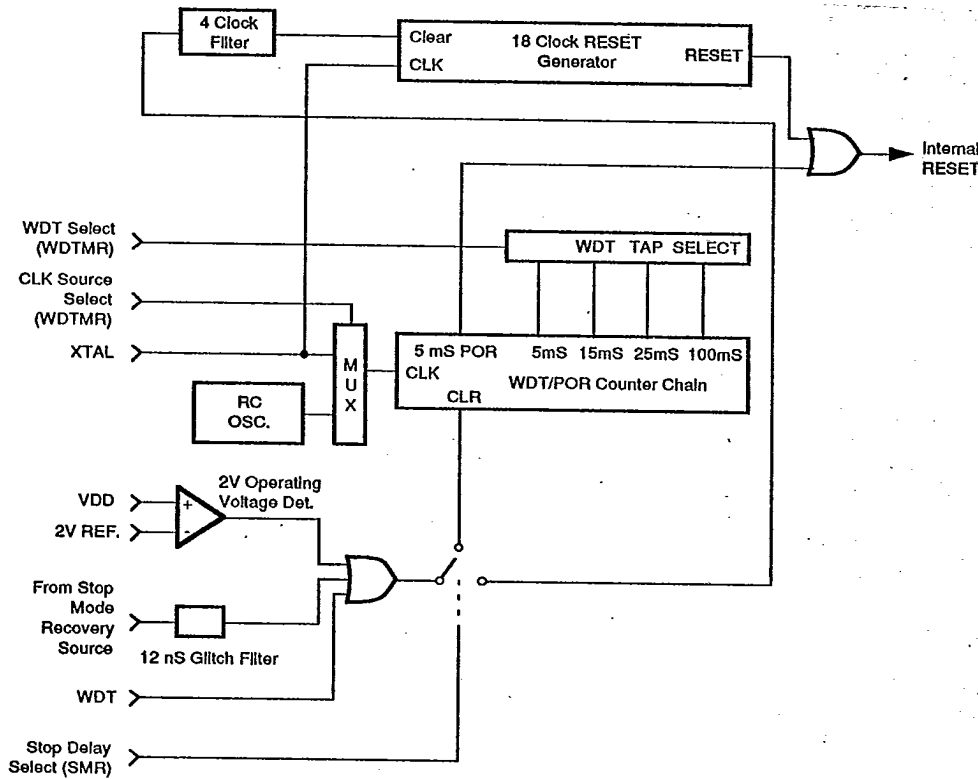 4 Clock
Filter
Clear
18 Clock RESET
Generator
RESET
CLK
Internal
RESET
WDT Select
(WDTMR)
WDT TAP SELECT
CLK Source
Select
(WDTMR)
XTAL
MUX
5 mS POR
5mS
15mS
25mS
100mS
CLK
WDT/POR Counter Chain
CLR
RC
OSC.
2V Operating
Voltage Det.
VDD
+
2V REF.
-
From Stop
Mode
Recovery
Source
12 nS Glitch Filter
WDT
Stop Delay
Select (SMR)